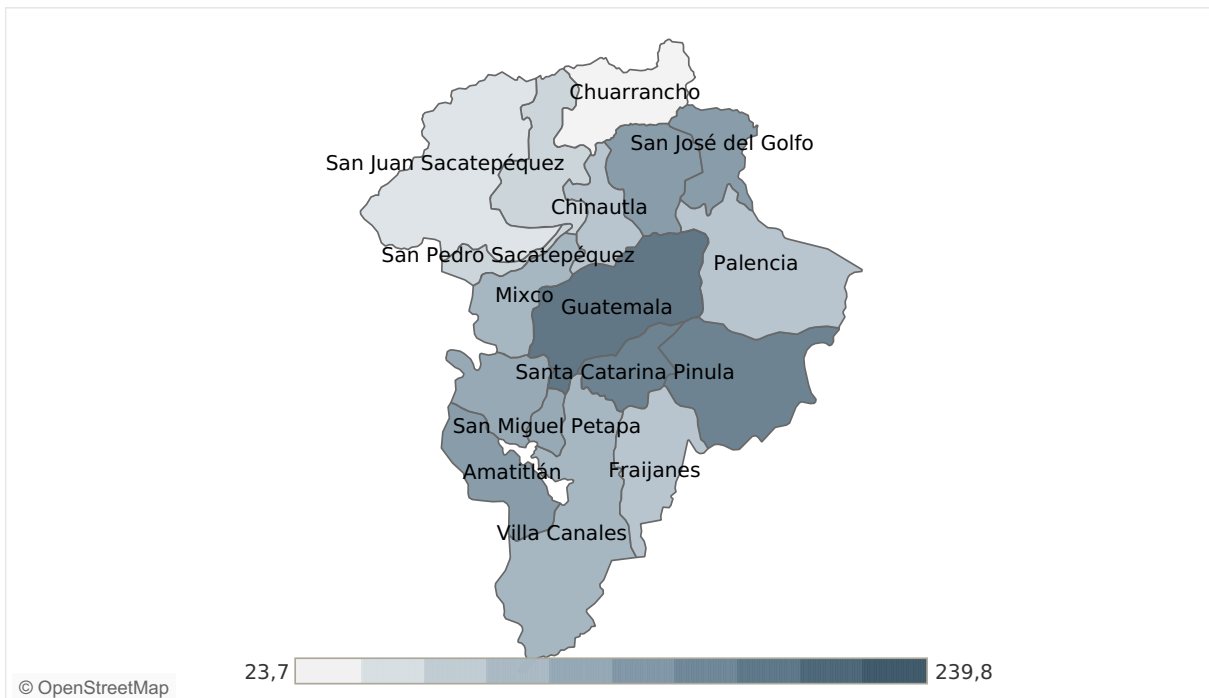 Chuarrancho
San José del Golfo
San Juan Sacatepéquez
Chinautla
San Pedro Sacatepéquez
Palencia
Mixco
Guatemala
Santa Catarina Pinula
San Miguel Petapa
Amatitlán
Fraijanes
Villa Canales
23,7
239,8
© OpenStreetMap